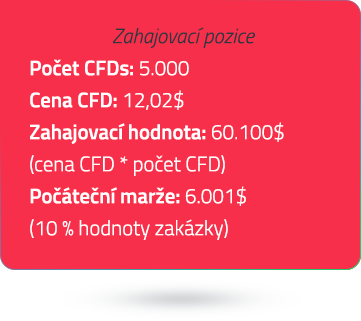 Zahajovací pozice
Počet CFDs: 5.000
Cena CFD: 12,02$
Zahajovací hodnota: 60.100$
(cena CFD * počet CFD)
Počáteční marže: 6.001$
(10 % hodnoty zakázky)